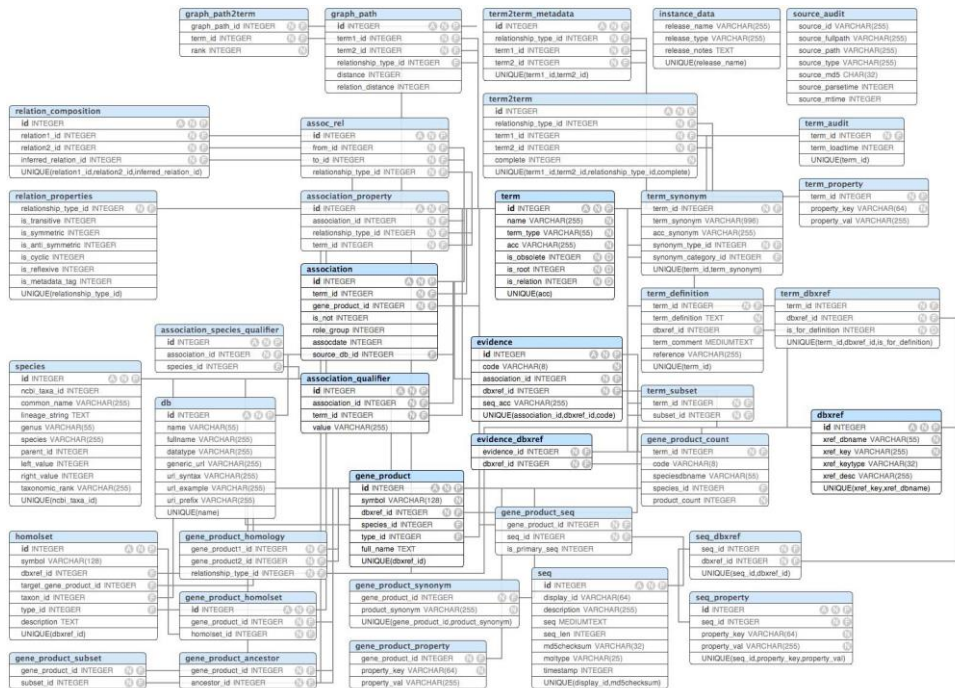 graph_path2term
graph_path_id INTEGER N F
term_id INTEGER N F
rank INTEGER N
graph_path
id INTEGER A N P
term1_id INTEGER N F
term2_id INTEGER N F
relationship_type_id INTEGER F
distance INTEGER
relation_distance INTEGER
term2term_metadata
id INTEGER A N P
relationship_type_id INTEGER N F
term1_id INTEGER N F
term2_id INTEGER N F
UNIQUE(term1_id,term2_id)
instance_data
release_name VARCHAR(255)
release_type VARCHAR(255)
release_notes TEXT
UNIQUE(release_name)
source_audit
source_id VARCHAR(255)
source_fullpath VARCHAR(255)
source_path VARCHAR(255)
source_type VARCHAR(255)
source_md5 CHAR(32)
source_parsetime INTEGER
source_mtime INTEGER
relation_composition
id INTEGER A N P
relation1_id INTEGER N F
relation2_id INTEGER N F
inferred_relation_id INTEGER N F
UNIQUE(relation1_id,relation2_id,inferred_relation_id)
assoc_rel
id INTEGER A N P
from_id INTEGER N F
to_id INTEGER N F
relationship_type_id INTEGER N F
term2term
id INTEGER A N P
relationship_type_id INTEGER N F
term1_id INTEGER N F
term2_id INTEGER N F
complete INTEGER N
UNIQUE(term1_id,term2_id,relationship_type_id,complete)
term_audit
term_id INTEGER N F
term_loadtime INTEGER
UNIQUE(term_id)
relation_properties
relationship_type_id INTEGER N F
is_transitive INTEGER
is_symmetric INTEGER
is_anti_symmetric INTEGER
is_cyclic INTEGER
is_reflexive INTEGER
is_metadata_tag INTEGER
UNIQUE(relationship_type_id)
association_property
id INTEGER A N P
association_id INTEGER N F
relationship_type_id INTEGER N F
term_id INTEGER N F
term
id INTEGER A N P
name VARCHAR(255) N
term_type VARCHAR(55) N
acc VARCHAR(255) N
is_obsolete INTEGER N D
is_root INTEGER N D
is_relation INTEGER N D
UNIQUE(acc)
term_synonym
term_id INTEGER N F
term_synonym VARCHAR(996)
acc_synonym VARCHAR(255)
synonym_type_id INTEGER N F
synonym_category_id INTEGER F
UNIQUE(term_id,term_synonym)
term_property
term_id INTEGER N F
property_key VARCHAR(64) N
property_val VARCHAR(255)
association
id INTEGER A N P
term_id INTEGER N F
gene_product_id INTEGER N F
is_not INTEGER
role_group INTEGER
assocdate INTEGER
source_db_id INTEGER F
term_definition
term_id INTEGER N F
term_definition TEXT N
dbxref_id INTEGER F
term_comment MEDIUMTEXT
reference VARCHAR(255)
UNIQUE(term_id)
term_dbxref
term_id INTEGER N F
dbxref_id INTEGER N F
is_for_definition INTEGER N D
UNIQUE(term_id,dbxref_id,is_for_definition)
association_species_qualifier
id INTEGER A N P
association_id INTEGER N F
species_id INTEGER F
evidence
id INTEGER A N P
code VARCHAR(8) N
association_id INTEGER N F
dbxref_id INTEGER N F
seq_acc VARCHAR(255)
UNIQUE(association_id,dbxref_id,code)
species
id INTEGER A N P
ncbi_taxa_id INTEGER
common_name VARCHAR(255)
lineage_string TEXT
genus VARCHAR(55)
species VARCHAR(255)
parent_id INTEGER
left_value INTEGER
right_value INTEGER
taxonomic_rank VARCHAR(255)
UNIQUE(ncbi_taxa_id)
association_qualifier
id INTEGER A N P
association_id INTEGER N F
term_id INTEGER N F
value VARCHAR(255)
db
id INTEGER A N P
name VARCHAR(55)
fullname VARCHAR(255)
datatype VARCHAR(255)
generic_url VARCHAR(255)
url_syntax VARCHAR(255)
url_example VARCHAR(255)
uri_prefix VARCHAR(255)
UNIQUE(name)
term_subset
term_id INTEGER N F
subset_id INTEGER N F
dbxref
id INTEGER A N P
xref_dbname VARCHAR(55) N
xref_key VARCHAR(255) N
xref_keytype VARCHAR(32)
xref_desc VARCHAR(255)
UNIQUE(xref_key,xref_dbname)
evidence_dbxref
evidence_id INTEGER N F
dbxref_id INTEGER N F
gene_product_count
term_id INTEGER N F
code VARCHAR(8)
speciesdbname VARCHAR(55)
species_id INTEGER F
product_count INTEGER N
gene_product
id INTEGER A N P
symbol VARCHAR(128) N
dbxref_id INTEGER N F
species_id INTEGER F
type_id INTEGER F
full_name TEXT
UNIQUE(dbxref_id)
gene_product_seq
gene_product_id INTEGER N F
seq_id INTEGER N F
is_primary_seq INTEGER
homolset
id INTEGER A N P
symbol VARCHAR(128)
dbxref_id INTEGER F
target_gene_product_id INTEGER F
taxon_id INTEGER F
type_id INTEGER F
description TEXT
UNIQUE(dbxref_id)
gene_product_homology
gene_product1_id INTEGER N F
gene_product2_id INTEGER N F
relationship_type_id INTEGER N F
seq_dbxref
seq_id INTEGER N F
dbxref_id INTEGER N F
UNIQUE(seq_id,dbxref_id)
gene_product_synonym
gene_product_id INTEGER N F
product_synonym VARCHAR(255) N
UNIQUE(gene_product_id,product_synonym)
seq
id INTEGER A N P
display_id VARCHAR(64)
description VARCHAR(255)
seq MEDIUMTEXT
seq_len INTEGER
md5checksum VARCHAR(32)
moltype VARCHAR(25)
timestamp INTEGER
UNIQUE(display_id,md5checksum)
gene_product_homolset
id INTEGER A N P
gene_product_id INTEGER N F
homolset_id INTEGER N F
seq_property
id INTEGER A N P
seq_id INTEGER N F
property_key VARCHAR(64) N
property_val VARCHAR(255) N
UNIQUE(seq_id,property_key,property_val)
gene_product_subset
gene_product_id INTEGER N F
subset_id INTEGER N F
gene_product_ancestor
gene_product_id INTEGER N F
ancestor_id INTEGER N F
gene_product_property
gene_product_id INTEGER N F
property_key VARCHAR(64) N
property_val VARCHAR(255)